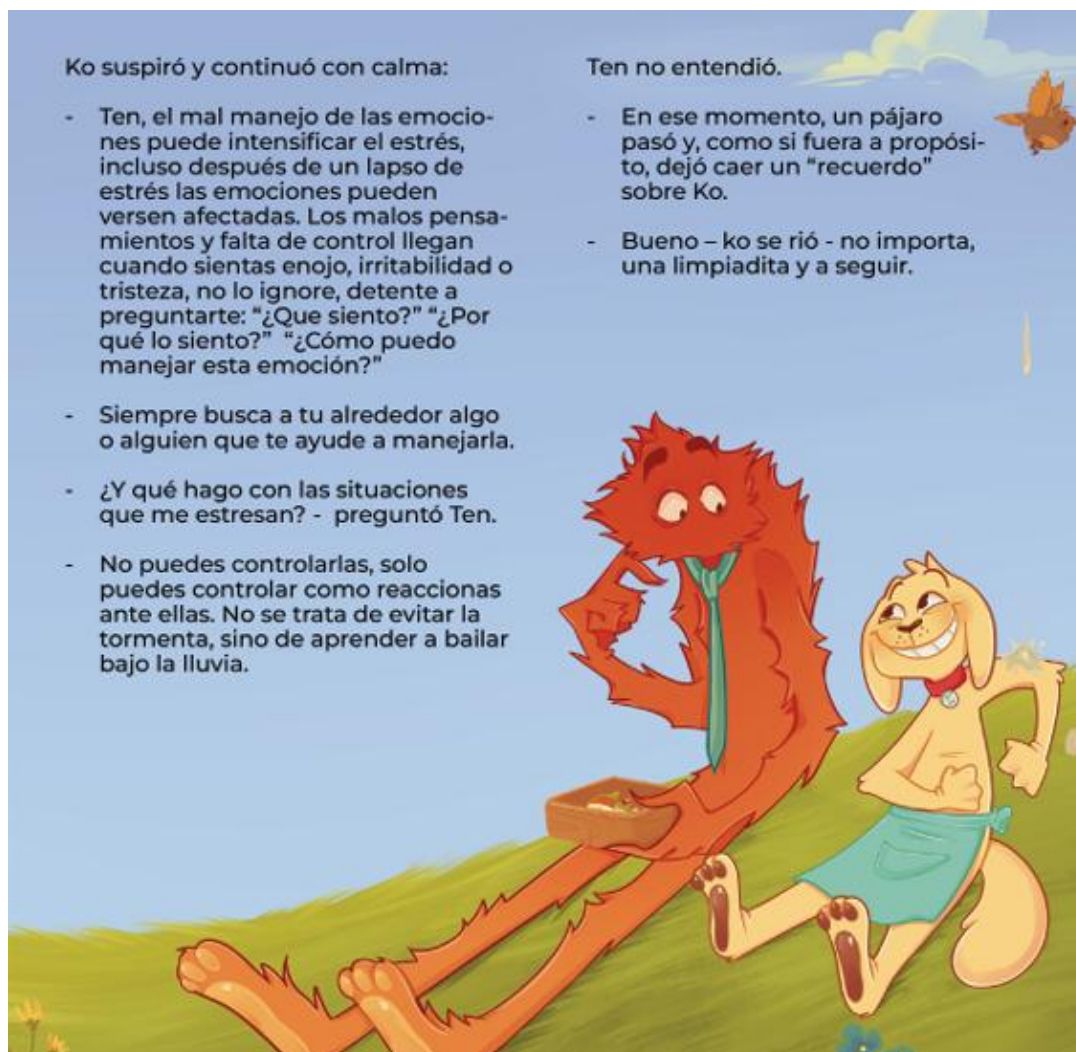 Ko suspiró y continuó con calma:
- Ten, el mal manejo de las emocio-
nes puede intensificar el estrés,
incluso después de un lapso de
estrés las emociones pueden
versen afectadas. Los malos pensa-
mientos y falta de control llegan
cuando sientas enojo, irritabilidad o
tristeza, no lo ignore, detente a
preguntarte: “¿Que siento?” “¿Por
qué lo siento?” “¿Cómo puedo
manejar esta emoción?”
- Siempre busca a tu alrededor algo
o alguien que te ayude a manejarla.
- ¿Y qué hago con las situaciones
que me estresan? - preguntó Ten.
- No puedes controlarlas, solo
puedes controlar como reaccionas
ante ellas. No se trata de evitar la
tormenta, sino de aprender a bailar
bajo la lluvia.
Ten no entendió.
- En ese momento, un pájaro
pasó y, como si fuera a propósi-
to, dejó caer un “recuerdo”
sobre Ko.
- Bueno – ko se rió - no importa,
una limpiadita y a seguir.